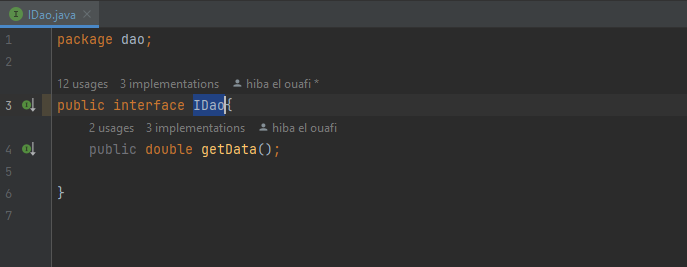 IDao.java
1 package dao;
2
12 usages 3 implementations hiba el ouafi *
3 public interface IDao{
2 usages 3 implementations hiba el ouafi
4 public double getData();
5
6 }
7